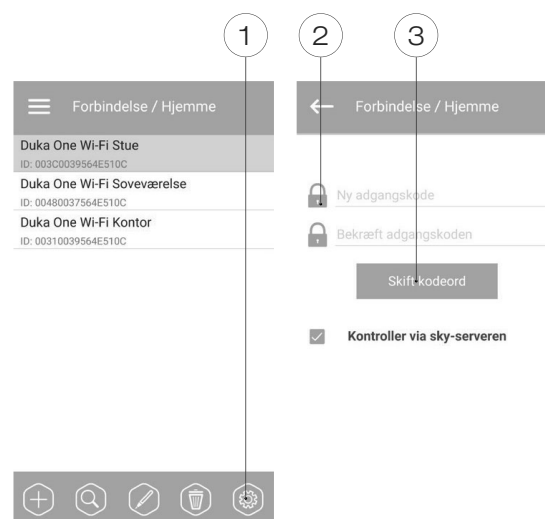 1
2
3
Forbindelse / Hjemme
Duka One Wi-Fi Stue
ID: 003C0039564E510C
Duka One Wi-Fi Soveværelse
ID: 00480037564E510C
Duka One Wi-Fi Kontor
ID: 00310039564E510C
Forbindelse / Hjemme
Ny adgangskode
Bekræft adgangskoden
Skift kodeord
Kontroller via sky-serveren